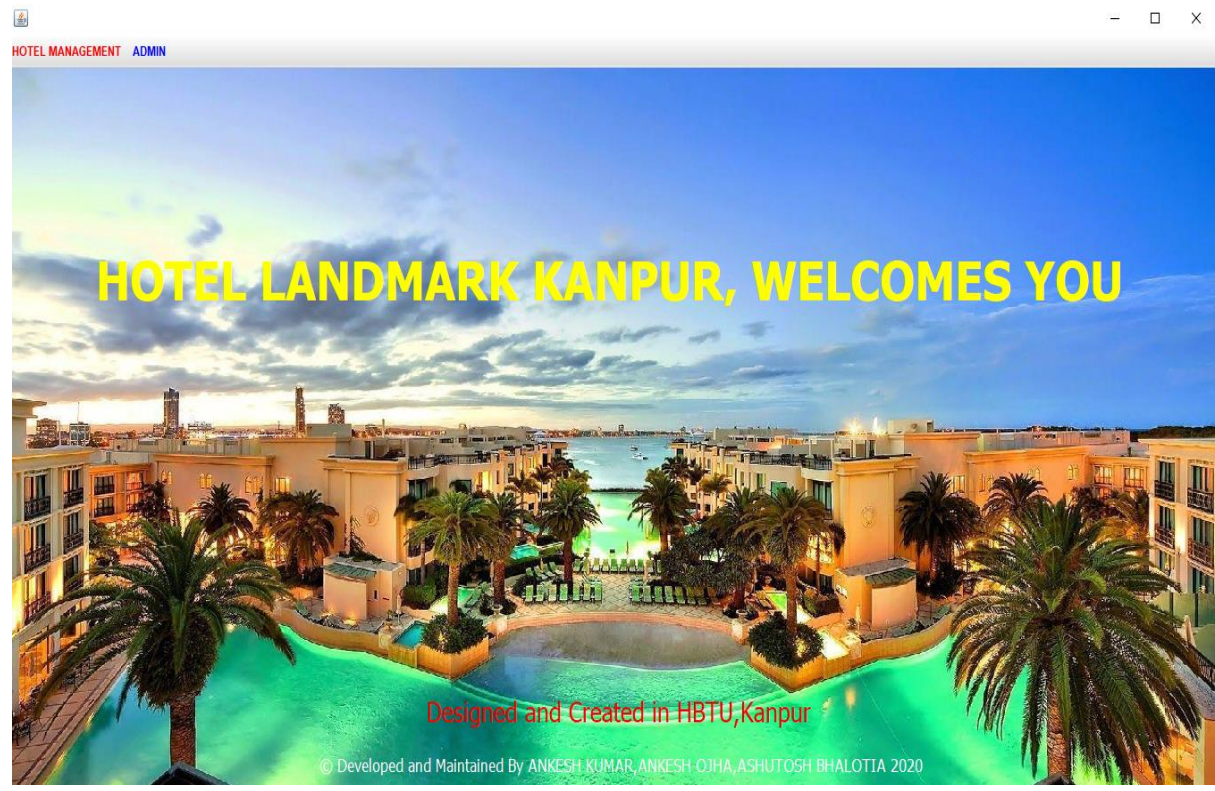 HOTEL MANAGEMENT ADMIN
HOTEL LANDMARK KANPUR, WELCOMES YOU
Designed and Created in HBTU,Kanpur
© Developed and Maintained By ANKESH KUMAR,ANKESH OJHA,ASHUTOSH BHALOTIA 2020